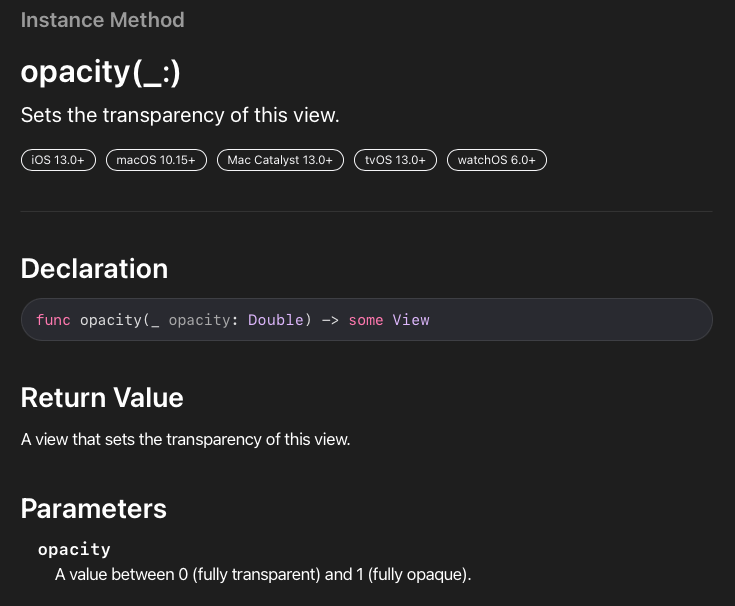 Instance Method
opacity(_:)
Sets the transparency of this view.
iOS 13.0+ macOS 10.15+ Mac Catalyst 13.0+ tvOS 13.0+ watchOS 6.0+
Declaration
func opacity(_ opacity: Double) -> some View
Return Value
A view that sets the transparency of this view.
Parameters
opacity
A value between 0 (fully transparent) and 1 (fully opaque).